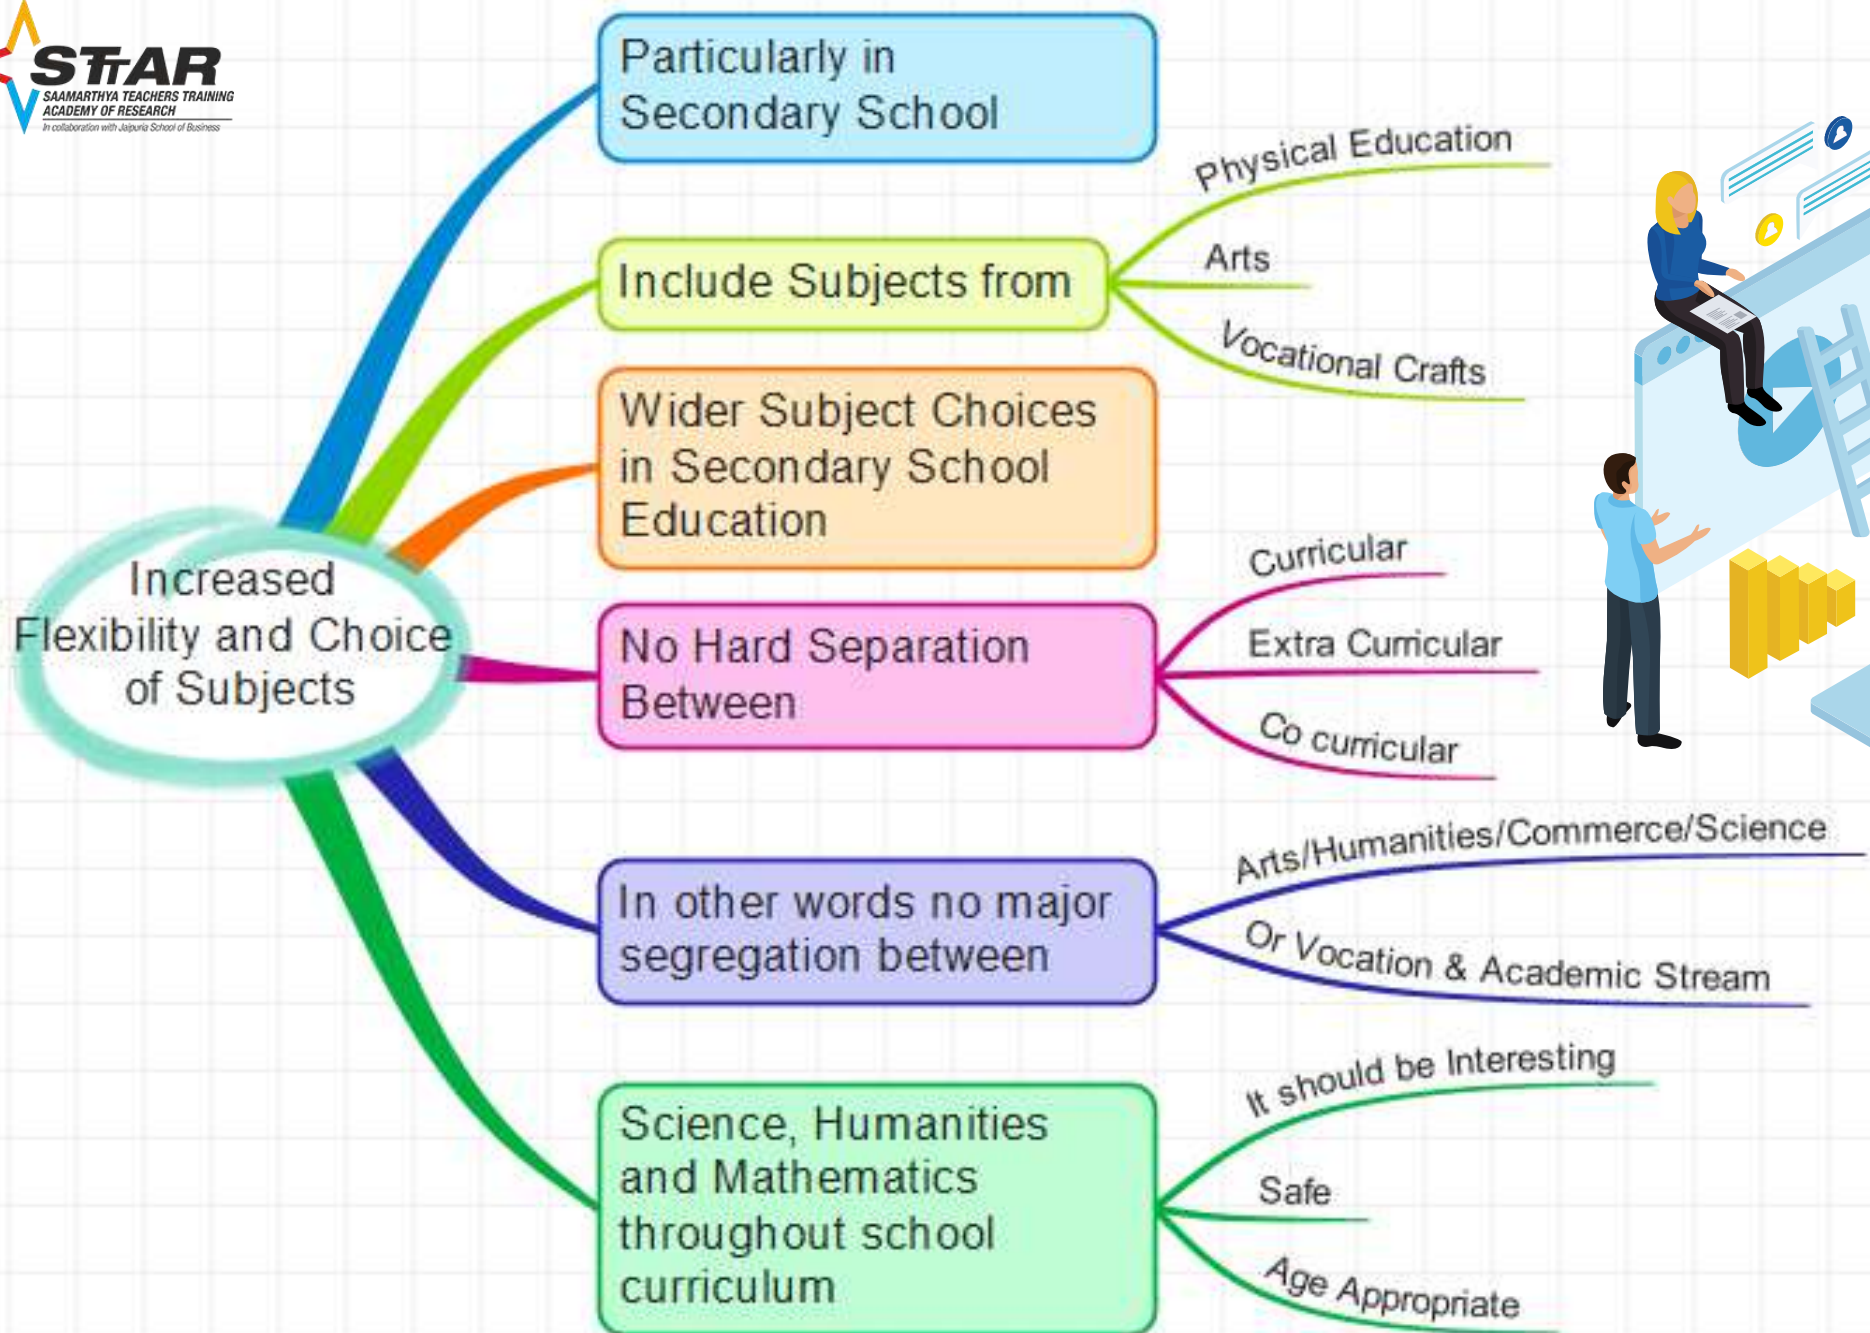 STTAR
SAAMARTHYA TEACHERS TRAINING
ACADEMY OF RESEARCH
In collaboration with Jaipuria School of Business
Increased
Flexibility and Choice
of Subjects
Particularly in
Secondary School
Include Subjects from
Physical Education
Arts
Vocational Crafts
Wider Subject Choices
in Secondary School
Education
No Hard Separation
Between
Curricular
Extra Curricular
Co curricular
In other words no major
segregation between
Arts/Humanities/Commerce/Science
Or Vocation & Academic Stream
Science, Humanities
and Mathematics
throughout school
curriculum
It should be Interesting
Safe
Age Appropriate